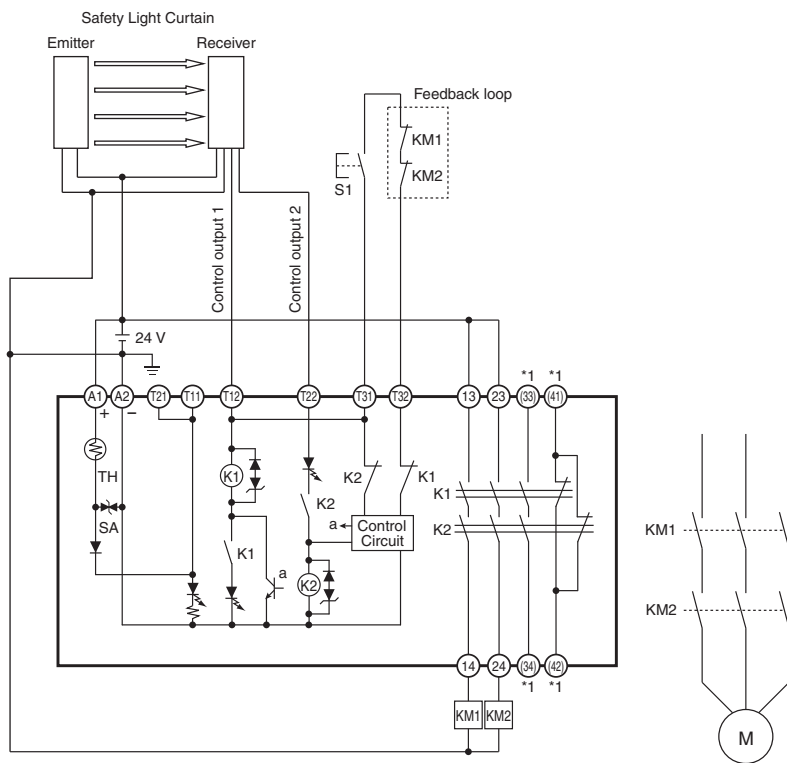 Safety Light Curtain
Emitter
Receiver
Feedback loop
KM1
KM2
S1
Control output 1
Control output 2
24 V
*1
*1
A1
A2
T21
T11
T12
T22
T31
T32
13
23
(33)
(41)
+
−
TH
SA
K1
K1
a
K2
K2
K2
K1
a
Control
Circuit
K1
K2
14
24
(34)
(42)
*1
*1
KM1
KM2
KM1
KM2
M